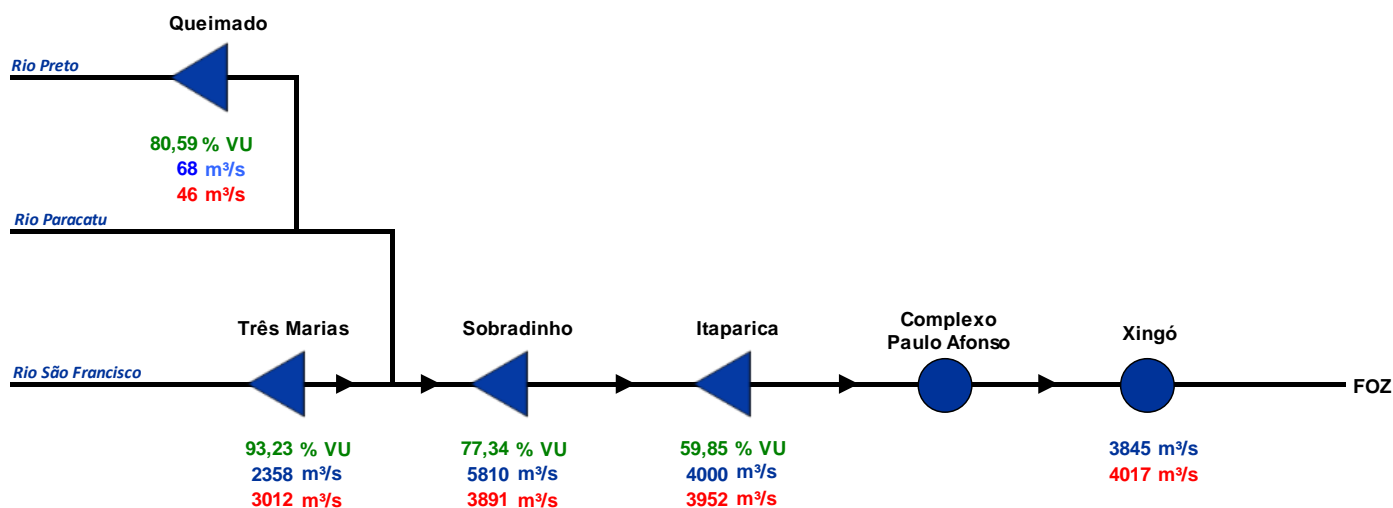 Queimado
Rio Preto
80,59 % VU
68 m³/s
46 m³/s
Rio Paracatu
Três Marias
Sobradinho
Itaparica
Complexo
Paulo Afonso
Xingó
Rio São Francisco
FOZ
93,23 % VU
2358 m³/s
3012 m³/s
77,34 % VU
5810 m³/s
3891 m³/s
59,85 % VU
4000 m³/s
3952 m³/s
3845 m³/s
4017 m³/s